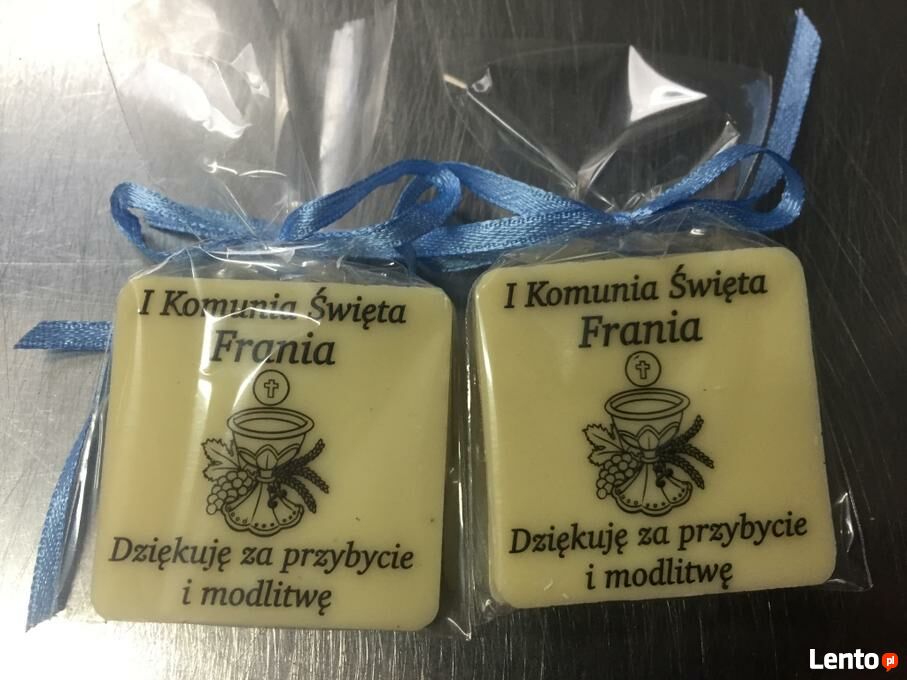 I Komunia Święta
Frania
Dziękuję za przybycie
i modlitwę
I Komunia Święta
Frania
Dziękuję za przybycie
i modlitwę
Lento pl